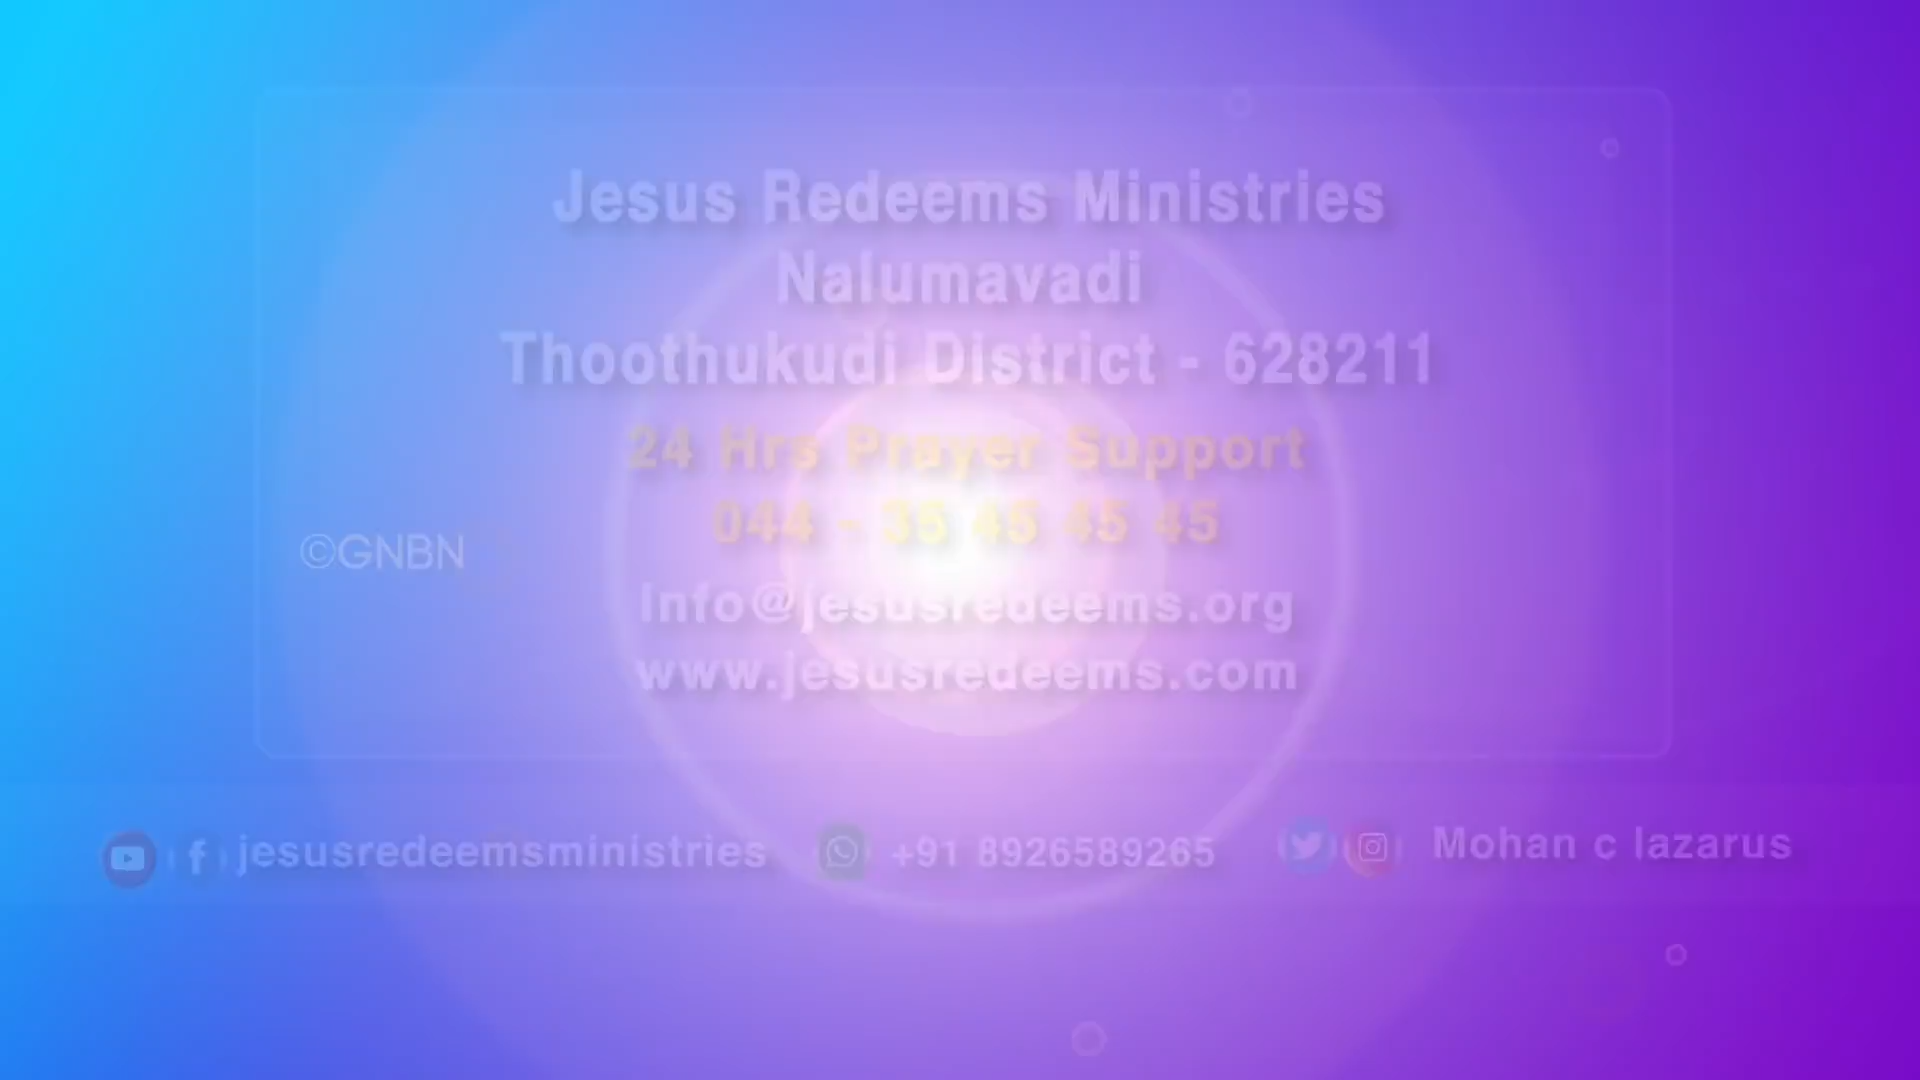 Jesus Redeems Ministries
Nalumavadi
Thoothukudi District - 628211
24 Hrs Prayer Support
044 - 35 45 45 45
©GNBN
Info@jesusredeems.org
www.jesusredeems.com
jesusredeemsministries +91 8926589265 Mohan c lazarus